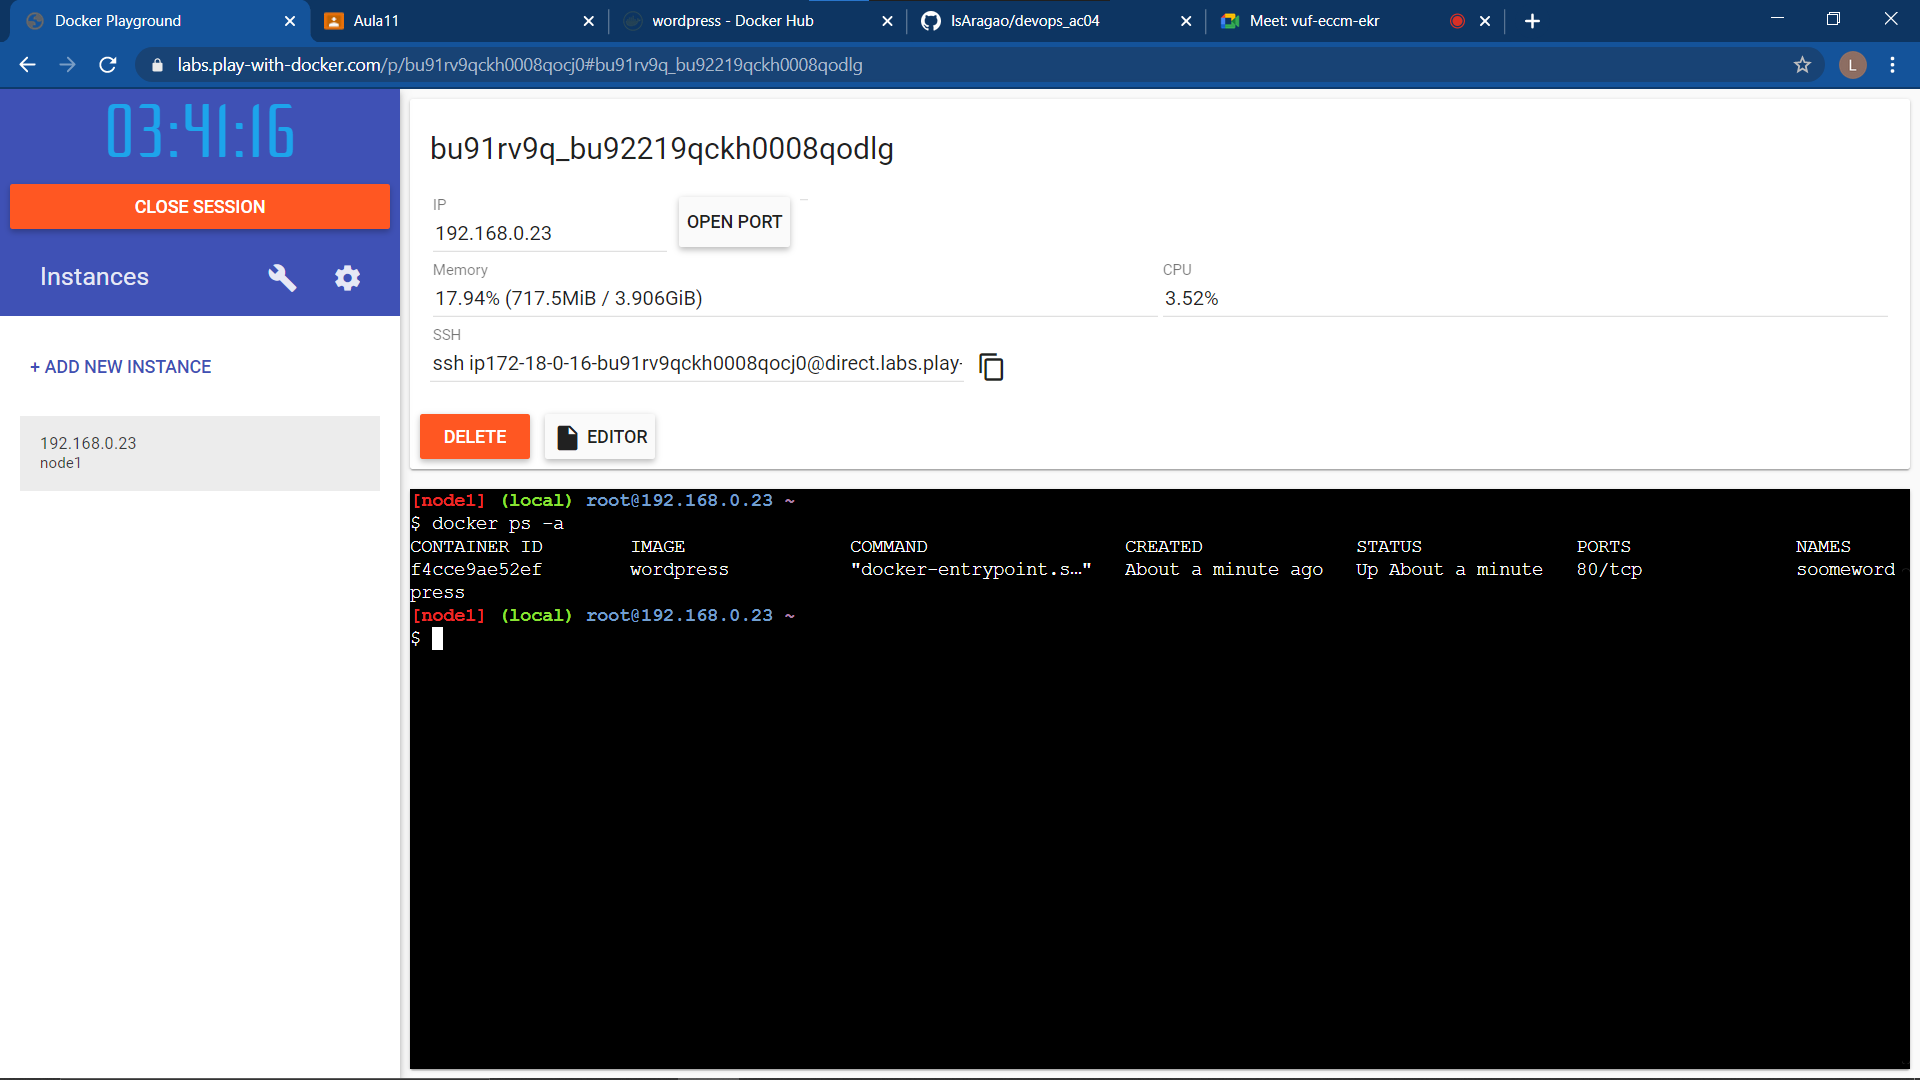 Docker Playground
Aula11
wordpress - Docker Hub
IsAragao/devops_ac04
Meet: vuf-eccm-ekr
labs.play-with-docker.com/p/bu91rv9qckh0008qocj0#bu91rv9q_bu92219qckh0008qodlg
L
03:41:16
CLOSE SESSION
Instances
+ ADD NEW INSTANCE
192.168.0.23
node1
bu91rv9q_bu92219qckh0008qodlg
IP
192.168.0.23
OPEN PORT
Memory
17.94% (717.5MiB / 3.906GiB)
CPU
3.52%
SSH
ssh ip172-18-0-16-bu91rv9qckh0008qocj0@direct.labs.play-
DELETE
EDITOR
[node1] (local) root@192.168.0.23 ~
$ docker ps -a
CONTAINER ID IMAGE COMMAND CREATED STATUS PORTS NAMES
f4cce9ae52ef wordpress "docker-entrypoint.s…" About a minute ago Up About a minute 80/tcp soomeword
press
[node1] (local) root@192.168.0.23 ~
$